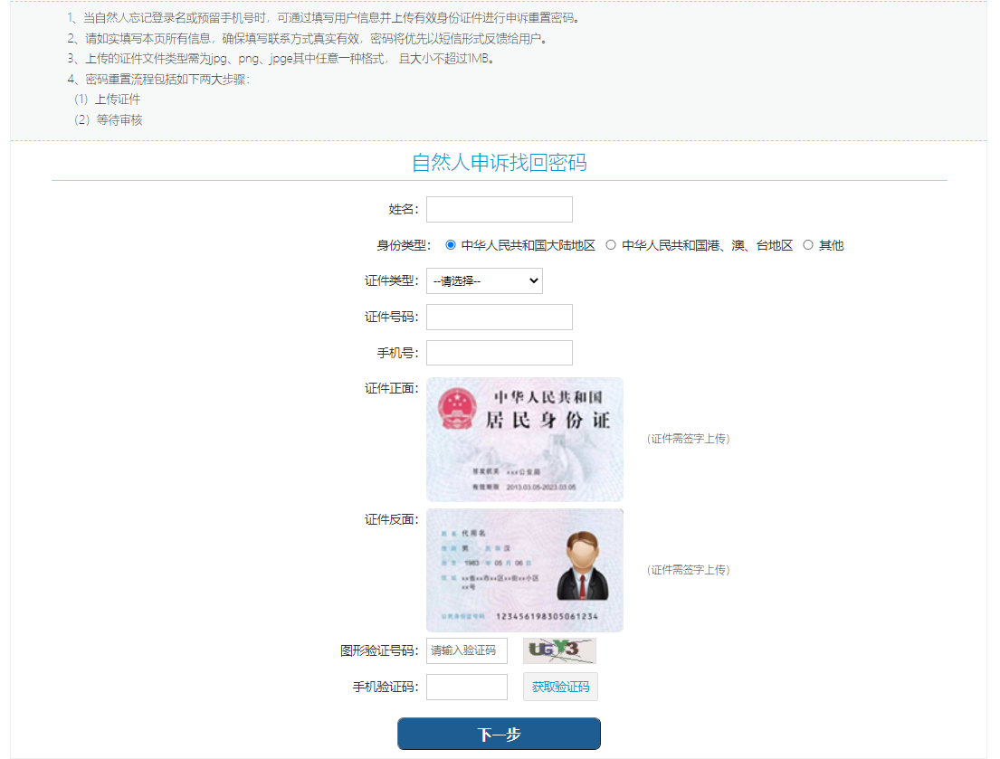 1、当自然人忘记登录名或预留手机号时，可通过填写用户信息并上传有效身份证件进行申诉重置密码。
2、请如实填写本页所有信息，确保填写联系方式真实有效，密码将优先以短信形式反馈给用户。
3、上传的证件文件类型需为jpg、png、jpge其中任意一种格式， 且大小不超过1MB。
4、密码重置流程包括如下两大步骤：
（1）上传证件
（2）等待审核
自然人申诉找回密码
姓名：
身份类型： 中华人民共和国大陆地区 中华人民共和国港、澳、台地区 其他
证件类型： --请选择--
证件号码：
手机号：
证件正面：
中华人民共和国
居民身份证
签发机关 xxx公安局
有效期限 2013.03.05-2023.03.05
（证件需签字上传）
证件反面：
姓名 代用名
性别 男 民族 汉
出生 1983 年 05 月 06 日
住址 xx省xx市xx区xx街xx小区
xx号
公民身份证号码 123456198305061234
（证件需签字上传）
图形验证号码： 请输入验证码 UGY3
手机验证码： 获取验证码
下一步